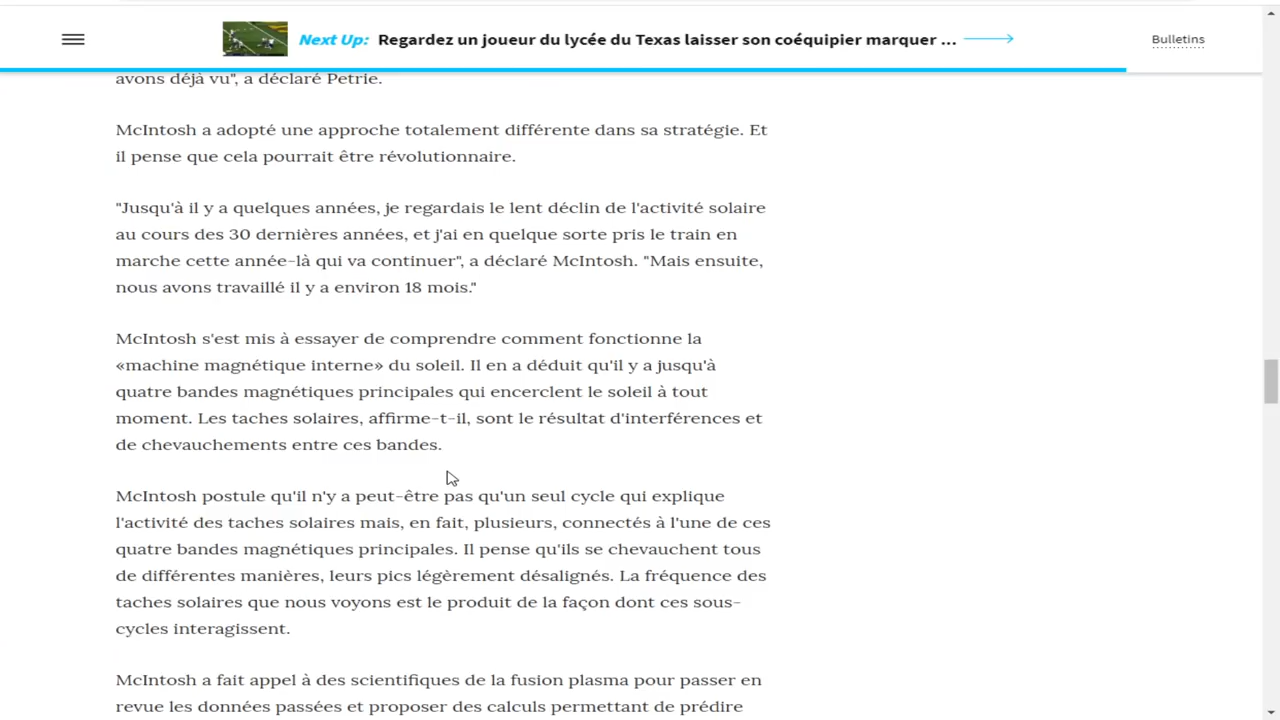 Next Up: Regardez un joueur du lycée du Texas laisser son coéquipier marquer ...
Bulletins
avons déjà vu", a déclaré Petrie.
McIntosh a adopté une approche totalement différente dans sa stratégie. Et
il pense que cela pourrait être révolutionnaire.
"Jusqu'à il y a quelques années, je regardais le lent déclin de l'activité solaire
au cours des 30 dernières années, et j'ai en quelque sorte pris le train en
marche cette année-là qui va continuer", a déclaré McIntosh. "Mais ensuite,
nous avons travaillé il y a environ 18 mois."
McIntosh s'est mis à essayer de comprendre comment fonctionne la
«machine magnétique interne» du soleil. Il en a déduit qu'il y a jusqu'à
quatre bandes magnétiques principales qui encerclent le soleil à tout
moment. Les taches solaires, affirme-t-il, sont le résultat d'interférences et
de chevauchements entre ces bandes.
McIntosh postule qu'il n'y a peut-être pas qu'un seul cycle qui explique
l'activité des taches solaires mais, en fait, plusieurs, connectés à l'une de ces
quatre bandes magnétiques principales. Il pense qu'ils se chevauchent tous
de différentes manières, leurs pics légèrement désalignés. La fréquence des
taches solaires que nous voyons est le produit de la façon dont ces sous-
cycles interagissent.
McIntosh a fait appel à des scientifiques de la fusion plasma pour passer en
revue les données passées et proposer des calculs permettant de prédire